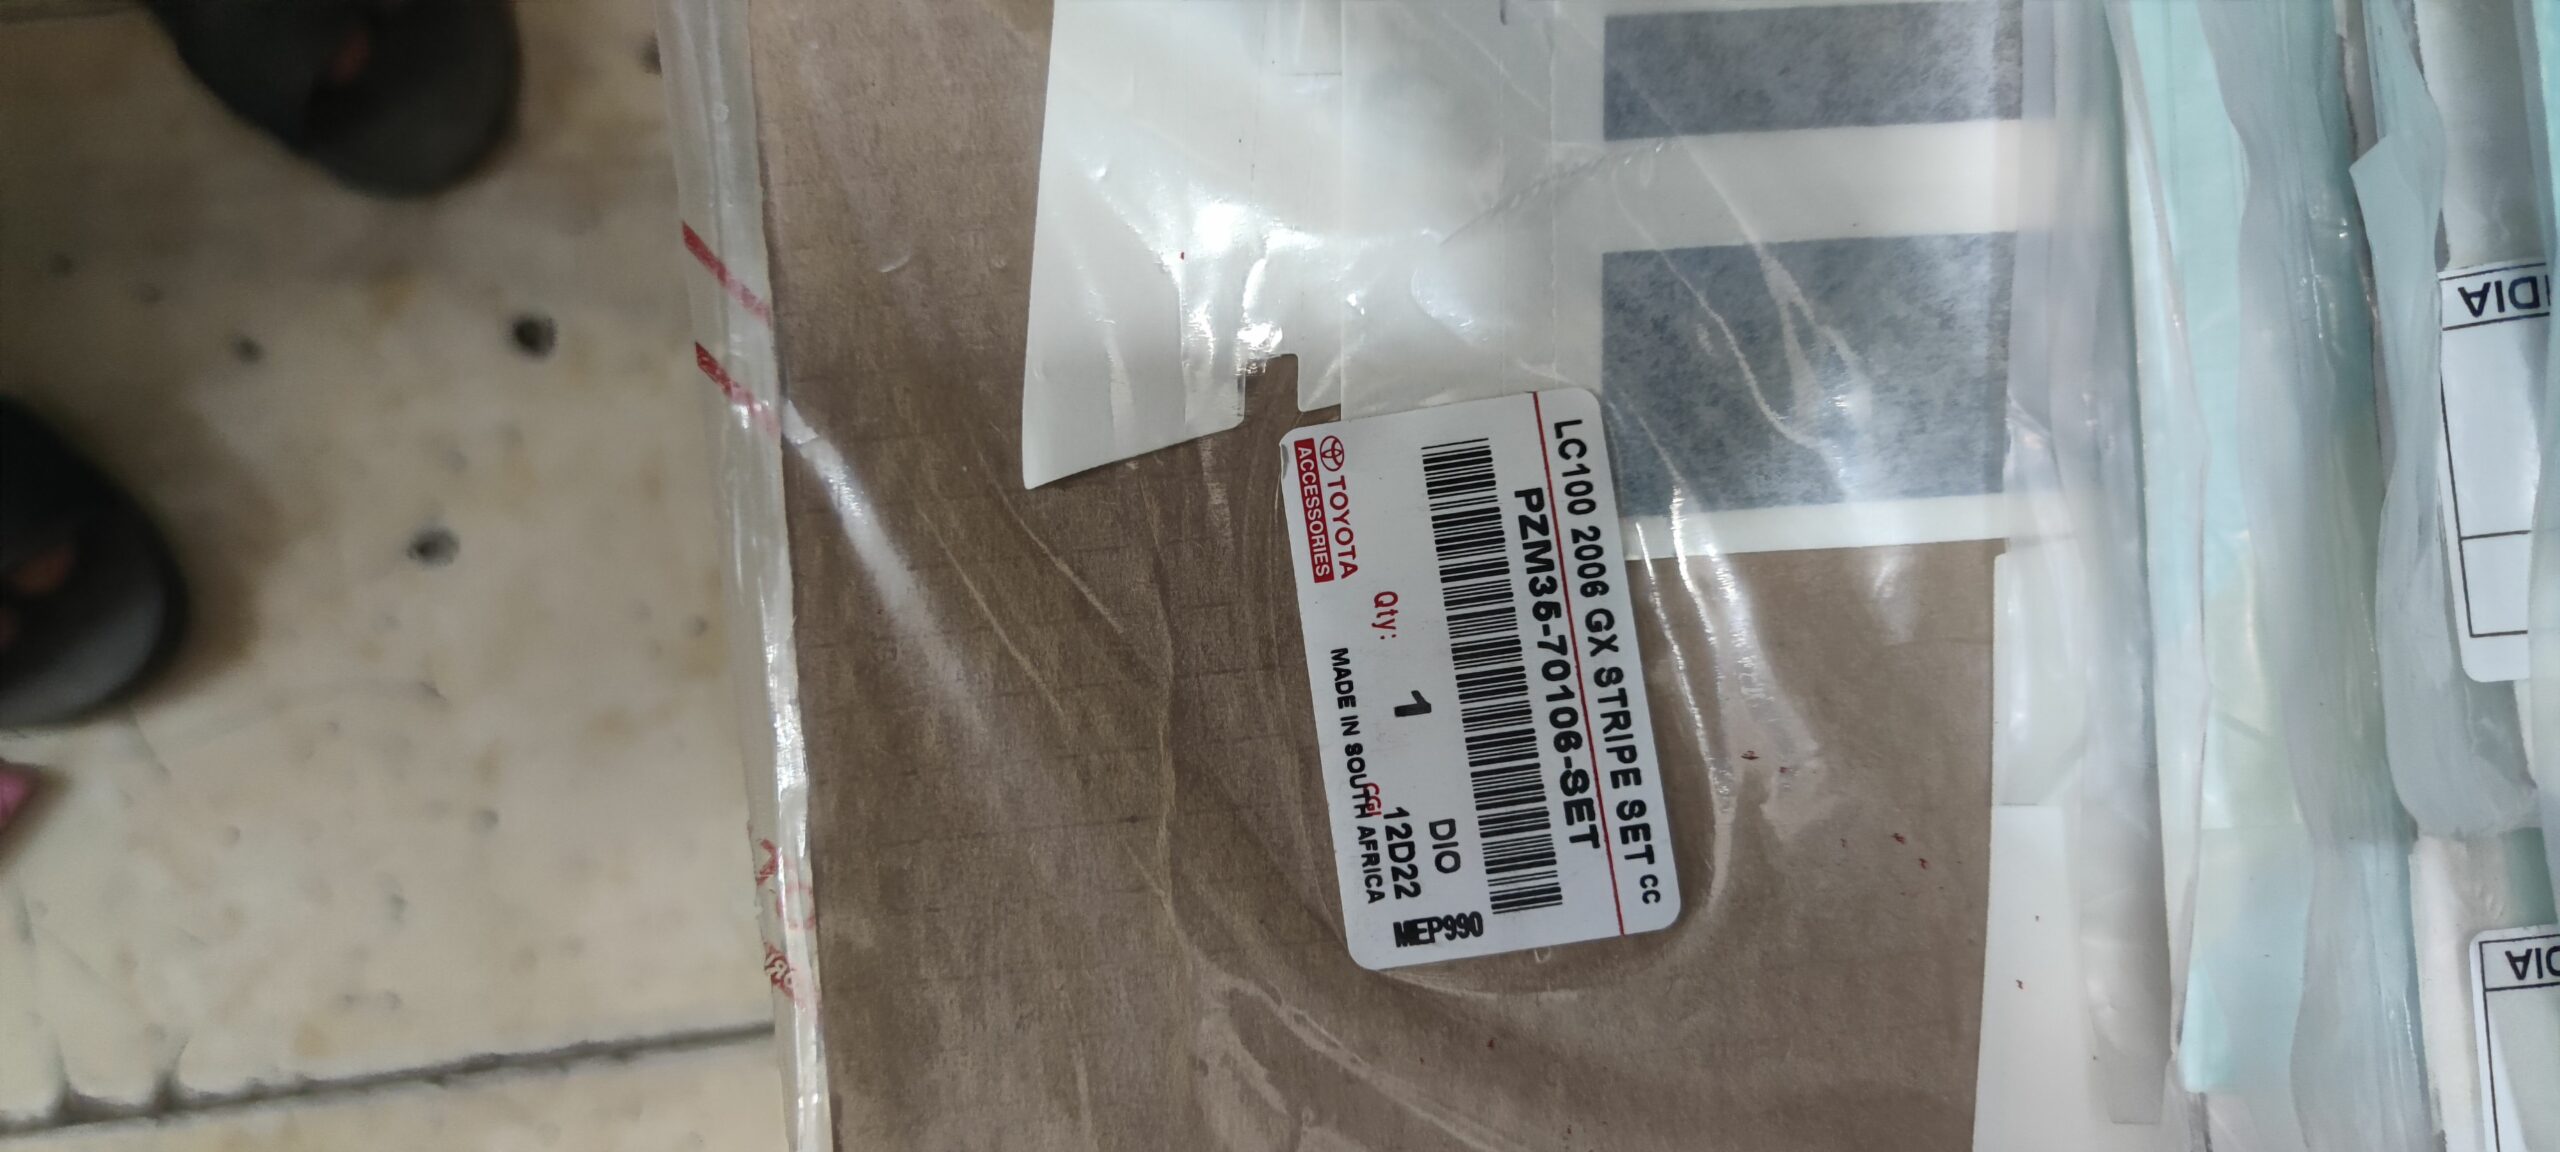 LC100 2006 GX STRIPE SET CC
PZM35-70106-SET
DIO
Qty: 1
12D22
MEP990
CGI
TOYOTA
ACCESSORIES
MADE IN SOUTH AFRICA